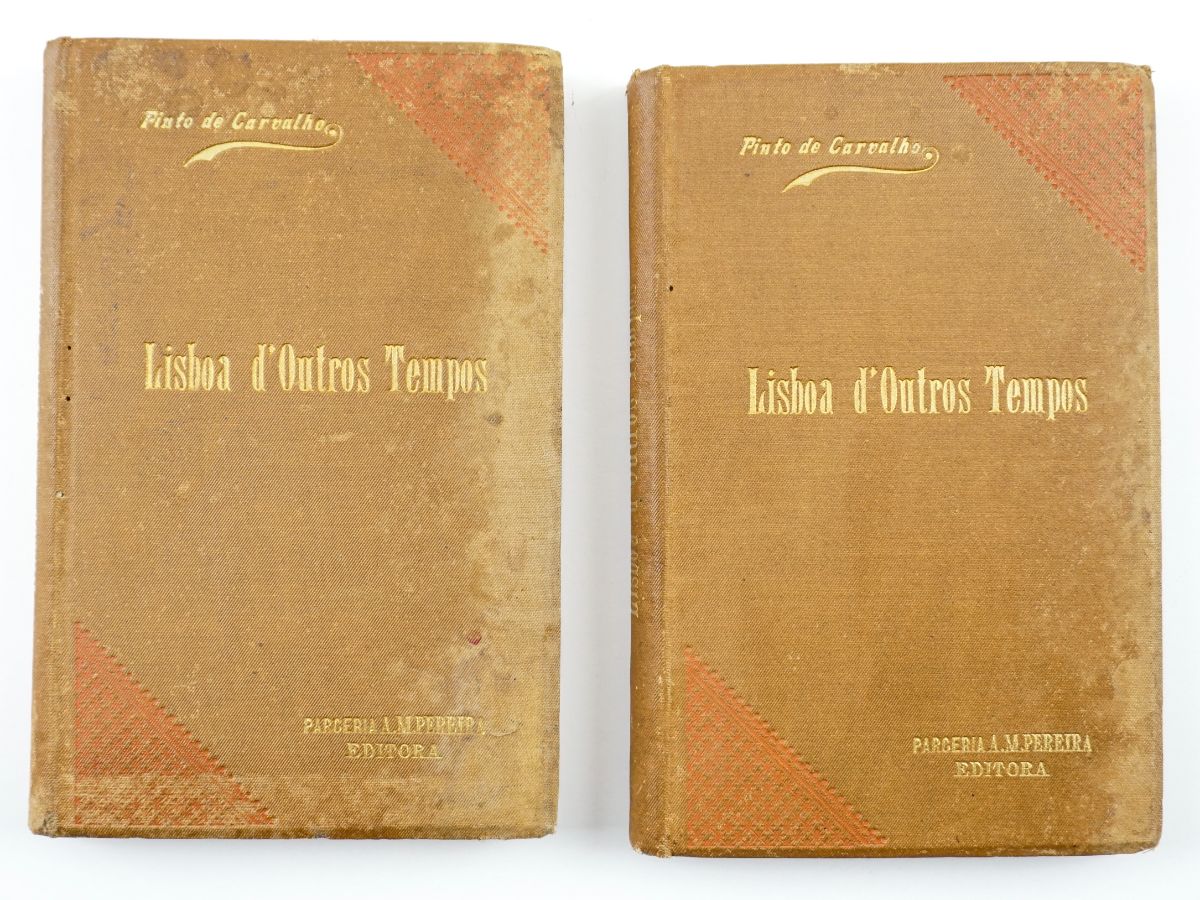 Pinto de Carvalho
Lisboa d'Outros Tempos
PARCERIA A. M. PEREIRA
EDITORA
Pinto de Carvalho
Lisboa d'Outros Tempos
PARCERIA A. M. PEREIRA
EDITORA